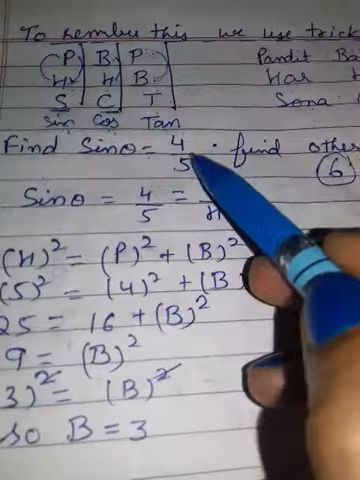 To remember this we use trick
P | B | P Pandit
H | H | B Har
S | C | T Sona
Sin Cos Tan
Find Sinθ = 4/5 . find other
6
Sinθ = 4/5 =
(H)² = (P)² + (B)²
(5)² = (4)² + (B
25 = 16 + (B)²
9 = (B)²
3)² = (B)²
so B = 3